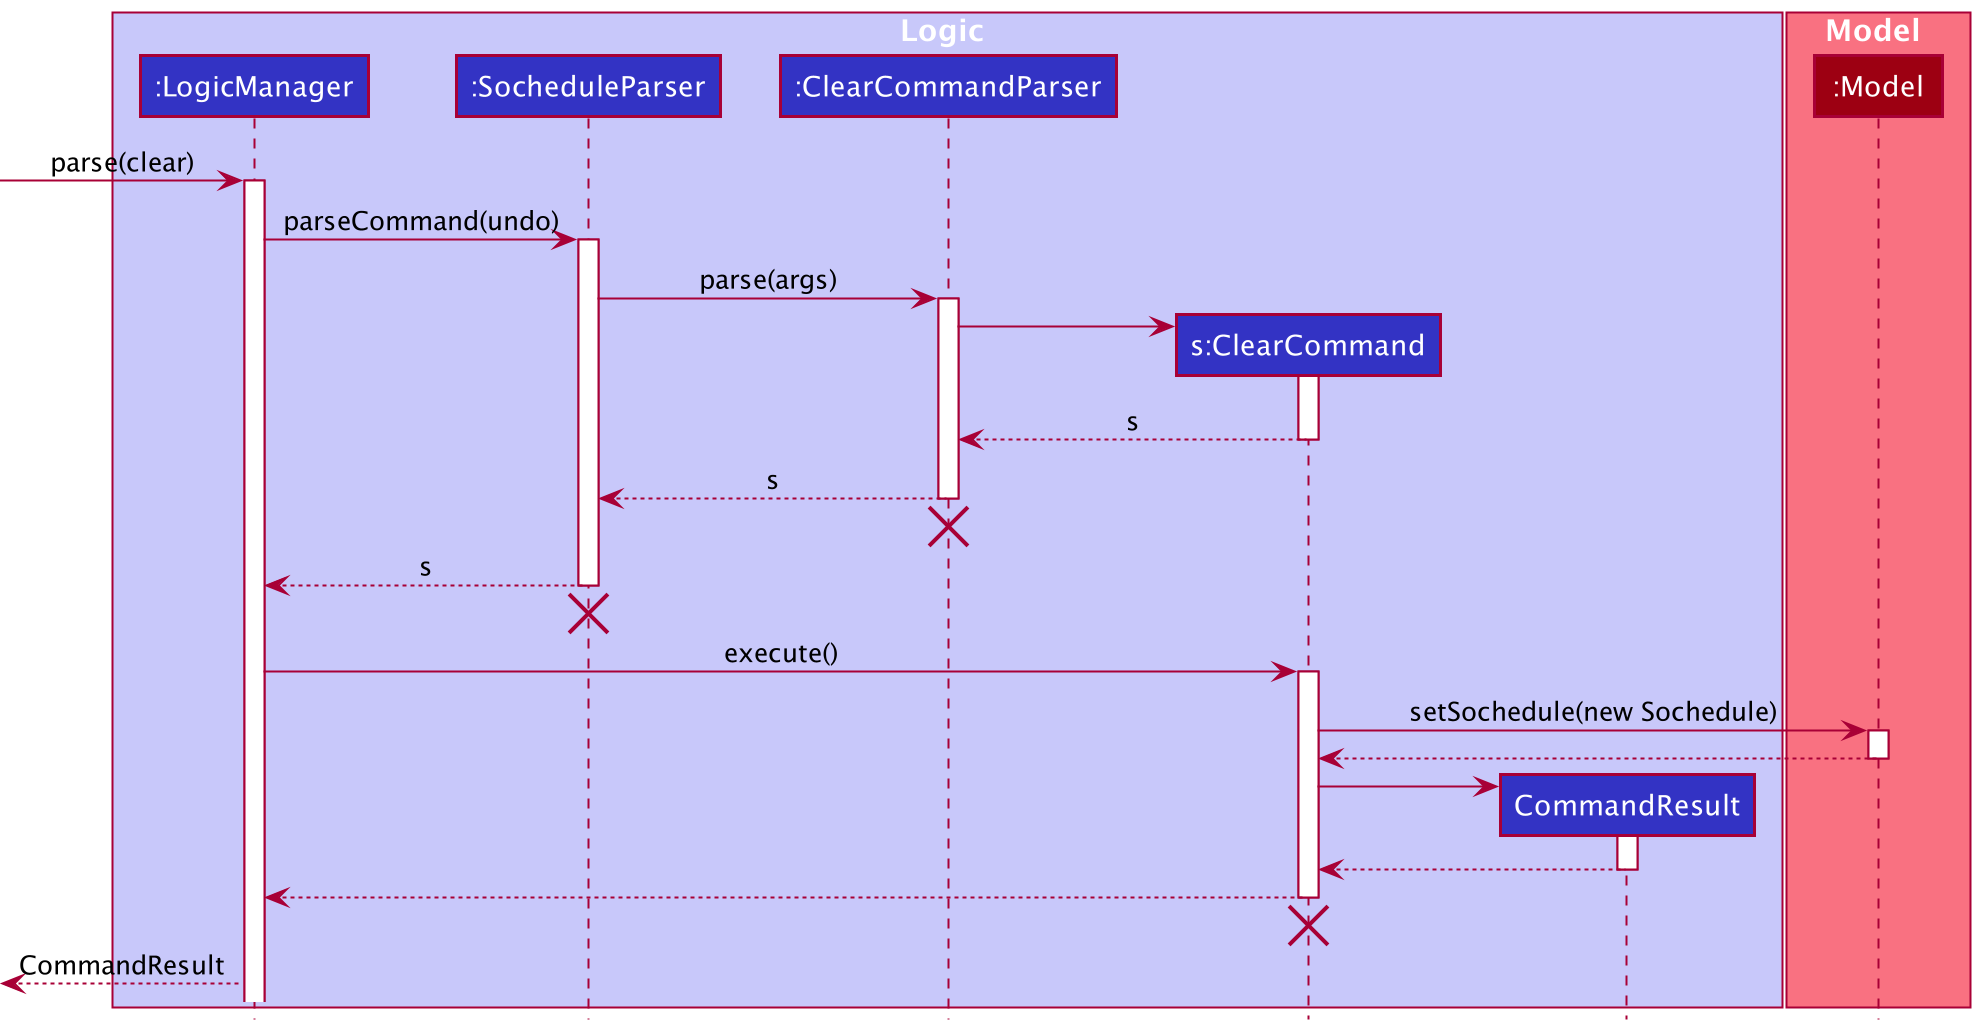 Logic
Model
:LogicManager
:SocheduleParser
:ClearCommandParser
:Model
parse(clear)
parseCommand(undo)
parse(args)
s:ClearCommand
s
s
s
execute()
setSochedule(new Sochedule)
CommandResult
CommandResult